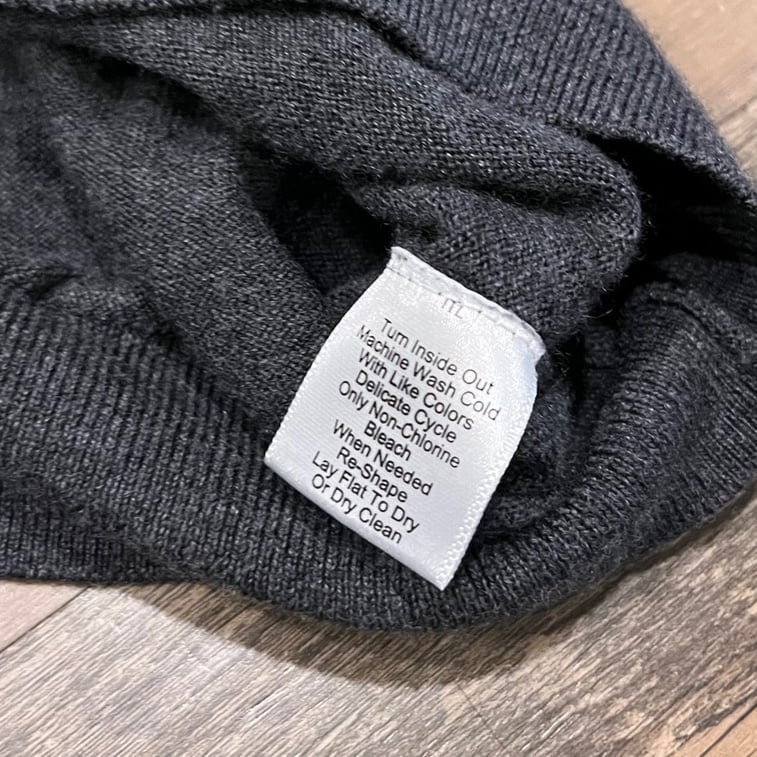 Turn Inside Out
Machine Wash Cold
With Like Colors
Delicate Cycle
Only Non-Chlorine
Bleach
When Needed
Re-Shape
Lay Flat To Dry
Or Dry Clean